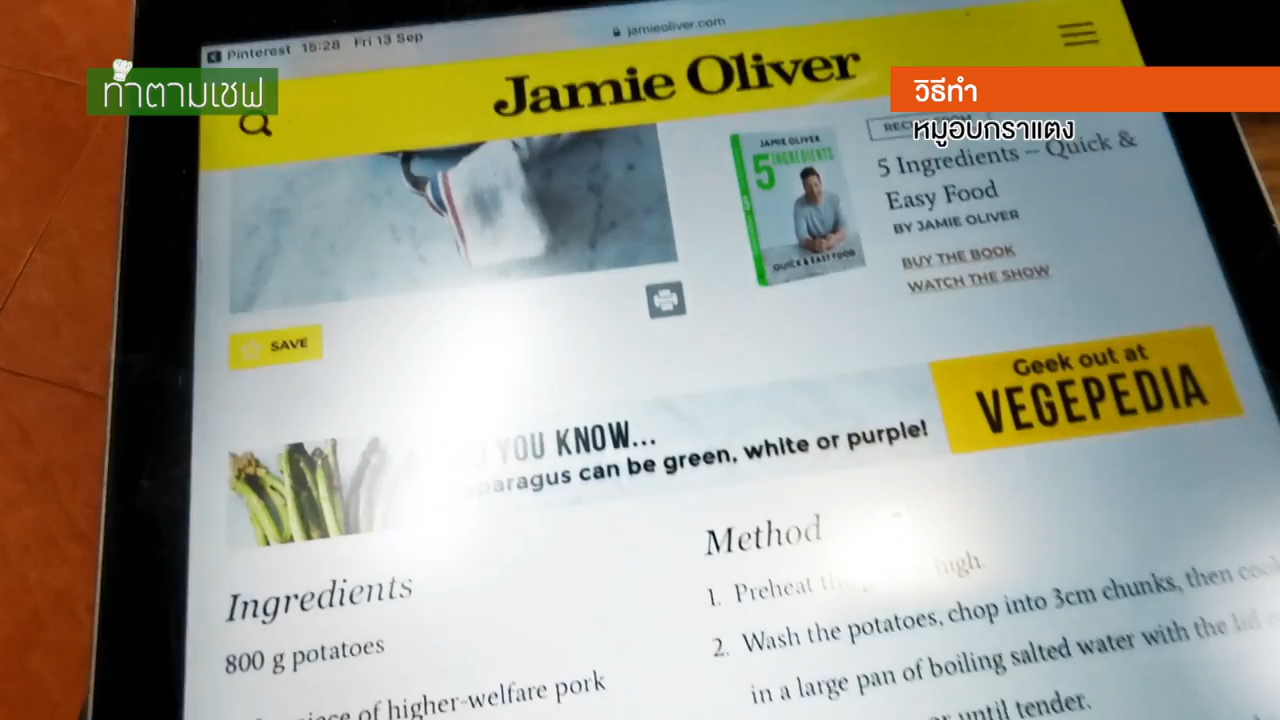 Pinterest 15:28 Fri 13 Sep
jamieoliver.com
ทำตามเชฟ
Jamie Oliver
วิธีทำ
หมูอบกราแตง
JAMIE OLIVER
5 INGREDIENTS
QUICK & EASY FOOD
5 Ingredients – Quick &
Easy Food
BY JAMIE OLIVER
BUY THE BOOK
WATCH THE SHOW
SAVE
YOU KNOW...
can be green, white or purple!
Geek out at
VEGEPEDIA
Ingredients
800 g potatoes
of higher-welfare pork
Method
1. Preheat high.
2. Wash the potatoes, chop into 3cm chunks, then
in a large pan of boiling salted water with the lid
until tender.